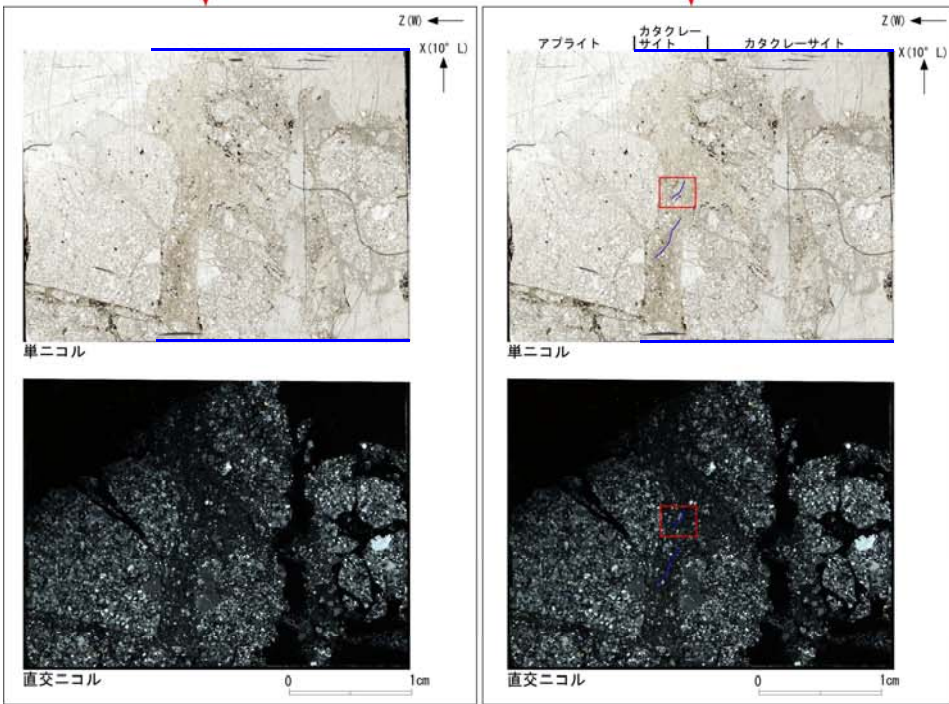 Z(W)
X(10° L)
単ニコル
直交ニコル
0 1cm
Z(W)
X(10° L)
アプライト
カタクレー
サイト
カタクレーサイト
単ニコル
直交ニコル
0 1cm